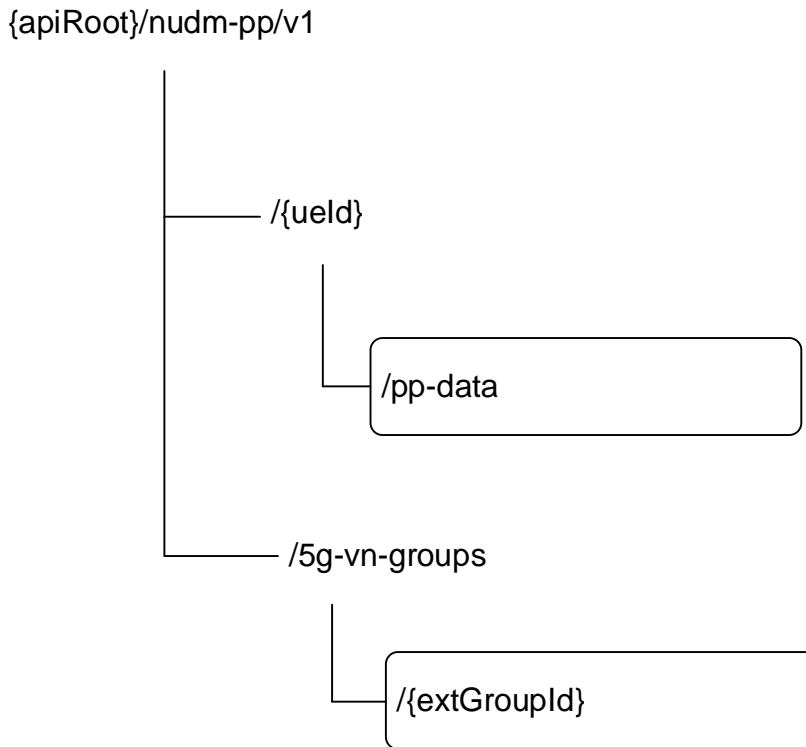 {apiRoot}/nudm-pp/v1
/{ueId}
/pp-data
/5g-vn-groups
/{extGroupId}